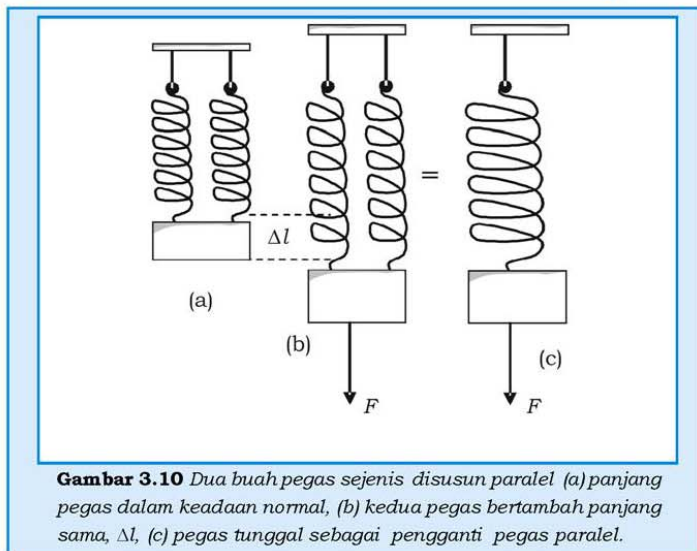 =
Δl
(a)
(b)
(c)
F
F
Gambar 3.10 Dua buah pegas sejenis disusun paralel (a) panjang
pegas dalam keadaan normal, (b) kedua pegas bertambah panjang
sama, Δl, (c) pegas tunggal sebagai pengganti pegas paralel.